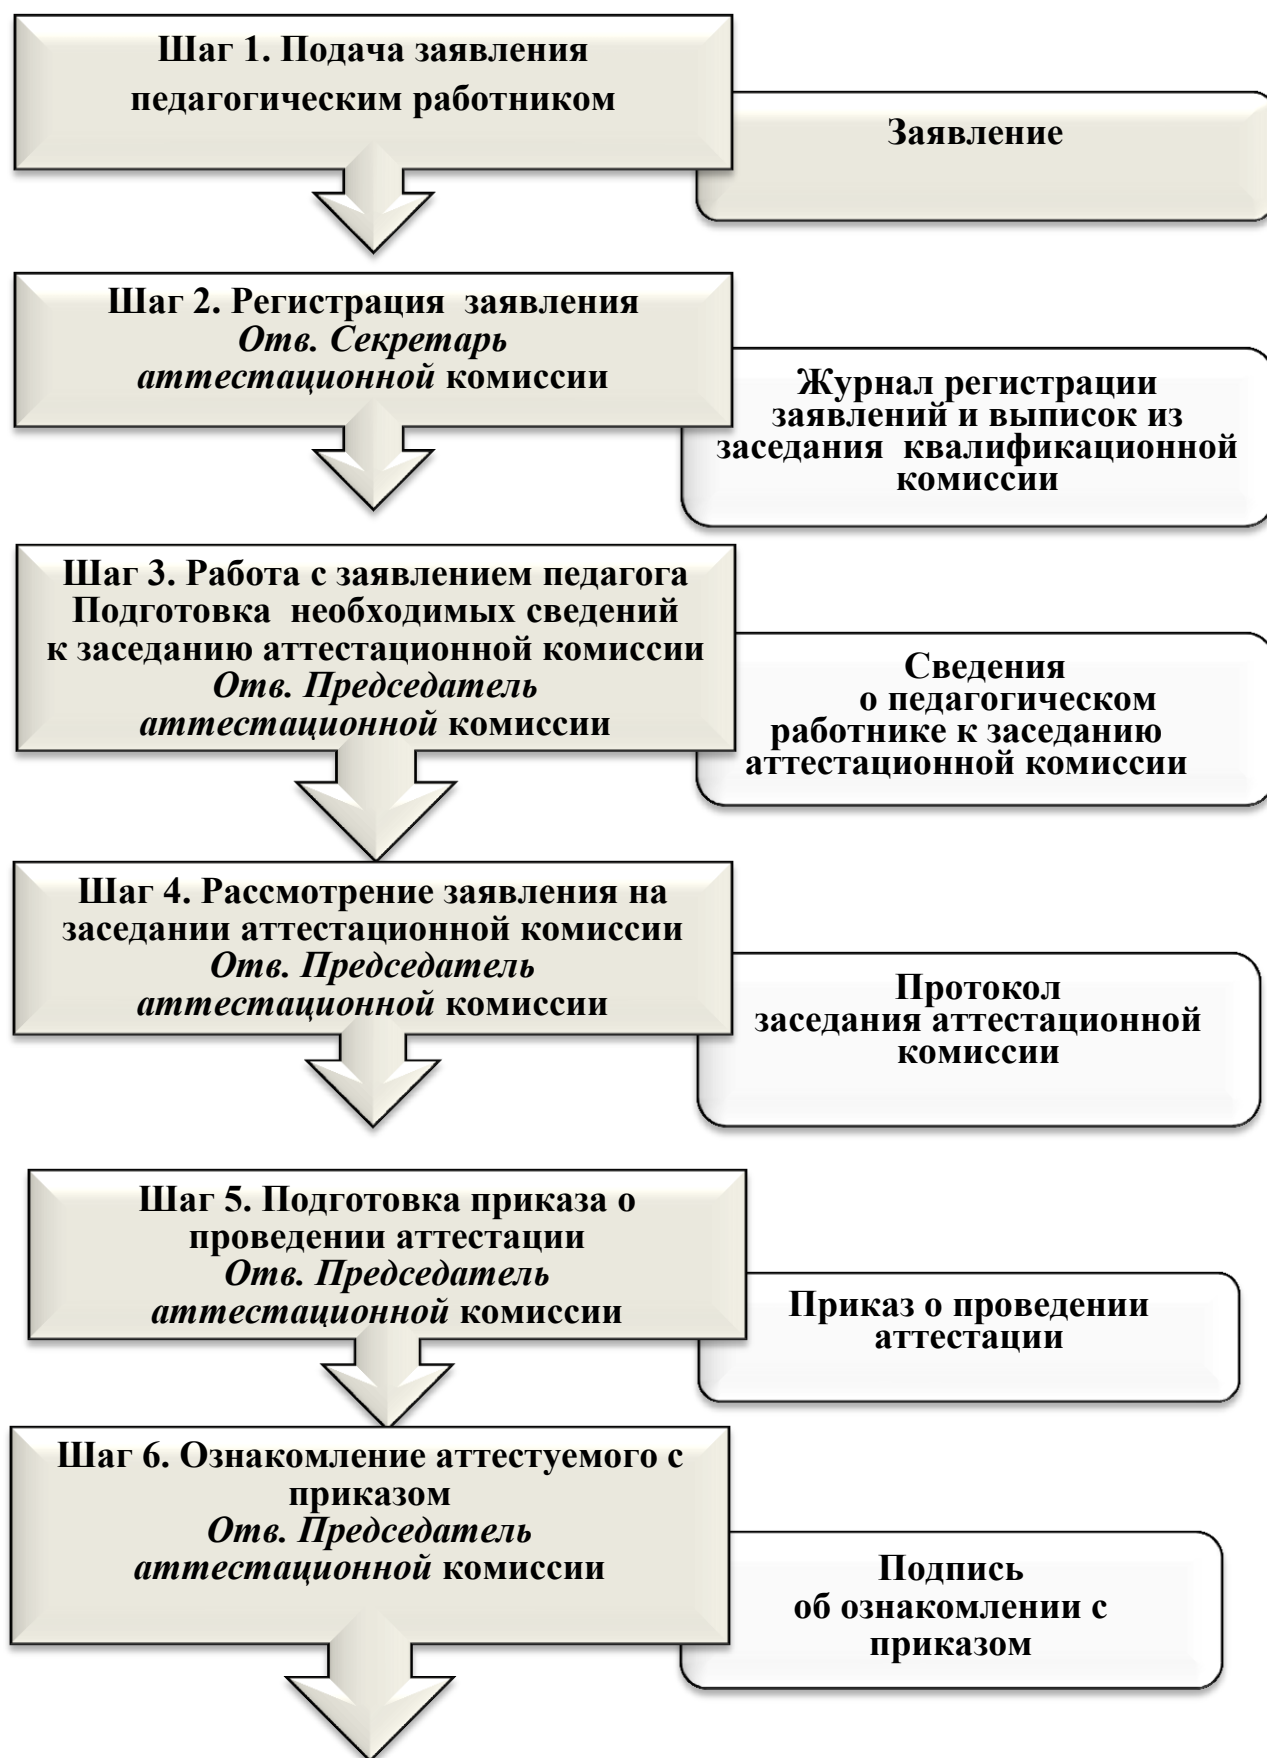 Шаг 1. Подача заявления
педагогическим работником
Заявление
Шаг 2. Регистрация  заявления
Отв. Секретарь
аттестационной комиссии
Журнал регистрации
заявлений и выписок из
заседания  квалификационной
комиссии
Шаг 3. Работа с заявлением педагога
Подготовка  необходимых сведений
к заседанию аттестационной комиссии
Отв. Председатель
аттестационной комиссии
Сведения
о педагогическом
работнике к заседанию
аттестационной комиссии
Шаг 4. Рассмотрение заявления на
заседании аттестационной комиссии
Отв. Председатель
аттестационной комиссии
Протокол
заседания аттестационной
комиссии
Шаг 5. Подготовка приказа о
проведении аттестации
Отв. Председатель
аттестационной комиссии
Приказ о проведении
аттестации
Шаг 6. Ознакомление аттестуемого с
приказом
Отв. Председатель
аттестационной комиссии
Подпись
об ознакомлении с
приказом